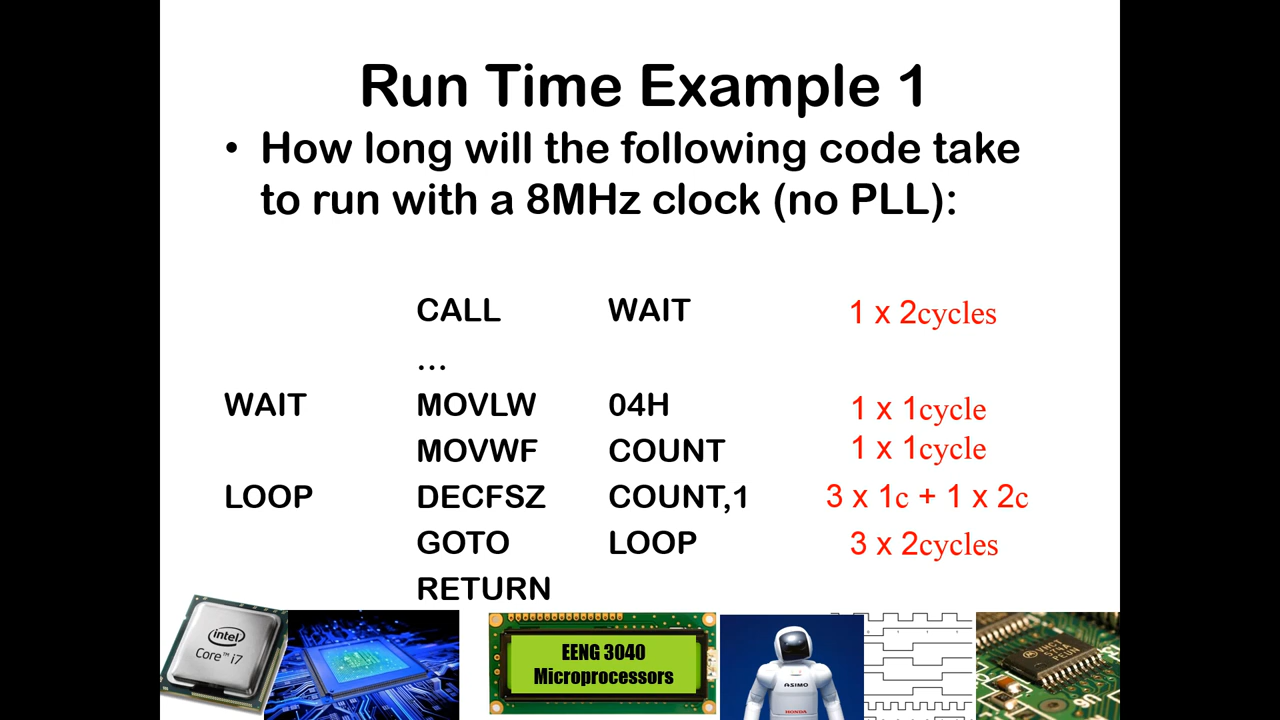 Run Time Example 1
• How long will the following code take
to run with a 8MHz clock (no PLL):
CALL WAIT 1 x 2cycles
...
WAIT MOVLW 04H 1 x 1cycle
MOVWF COUNT 1 x 1cycle
LOOP DECFSZ COUNT,1 3 x 1c + 1 x 2c
GOTO LOOP 3 x 2cycles
RETURN
intel
Core™ i7
EENG 3040
Microprocessors
ASIMO
HONDA